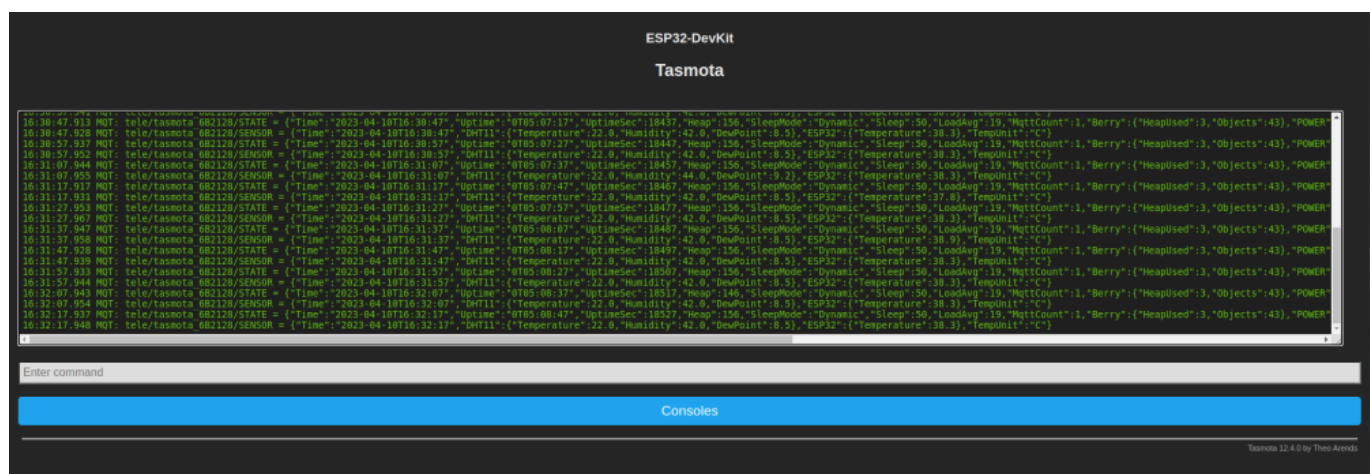 ESP32-DevKit
Tasmota
16:30:47.913 MQT: tele/tasmota_6B2128/STATE = {"Time":"2023-04-10T16:30:47","Uptime":"0T05:07:17","UptimeSec":18437,"Heap":156,"SleepMode":"Dynamic","Sleep":50,"LoadAvg":19,"MqttCount":1,"Berry":{"HeapUsed":3,"Objects":43},"POWER"
16:30:47.928 MQT: tele/tasmota_6B2128/SENSOR = {"Time":"2023-04-10T16:30:47","DHT11":{"Temperature":22.0,"Humidity":42.0,"DewPoint":8.5},"ESP32":{"Temperature":38.3},"TempUnit":"C"}
16:30:57.937 MQT: tele/tasmota_6B2128/STATE = {"Time":"2023-04-10T16:30:57","Uptime":"0T05:07:27","UptimeSec":18447,"Heap":156,"SleepMode":"Dynamic","Sleep":50,"LoadAvg":19,"MqttCount":1,"Berry":{"HeapUsed":3,"Objects":43},"POWER"
16:30:57.952 MQT: tele/tasmota_6B2128/SENSOR = {"Time":"2023-04-10T16:30:57","DHT11":{"Temperature":22.0,"Humidity":42.0,"DewPoint":8.5},"ESP32":{"Temperature":38.3},"TempUnit":"C"}
16:31:07.944 MQT: tele/tasmota_6B2128/STATE = {"Time":"2023-04-10T16:31:07","Uptime":"0T05:07:37","UptimeSec":18457,"Heap":156,"SleepMode":"Dynamic","Sleep":50,"LoadAvg":19,"MqttCount":1,"Berry":{"HeapUsed":3,"Objects":43},"POWER"
16:31:07.955 MQT: tele/tasmota_6B2128/SENSOR = {"Time":"2023-04-10T16:31:07","DHT11":{"Temperature":22.0,"Humidity":44.0,"DewPoint":9.2},"ESP32":{"Temperature":38.3},"TempUnit":"C"}
16:31:17.917 MQT: tele/tasmota_6B2128/STATE = {"Time":"2023-04-10T16:31:17","Uptime":"0T05:07:47","UptimeSec":18467,"Heap":156,"SleepMode":"Dynamic","Sleep":50,"LoadAvg":19,"MqttCount":1,"Berry":{"HeapUsed":3,"Objects":43},"POWER"
16:31:17.931 MQT: tele/tasmota_6B2128/SENSOR = {"Time":"2023-04-10T16:31:17","DHT11":{"Temperature":22.0,"Humidity":42.0,"DewPoint":8.5},"ESP32":{"Temperature":37.8},"TempUnit":"C"}
16:31:27.953 MQT: tele/tasmota_6B2128/STATE = {"Time":"2023-04-10T16:31:27","Uptime":"0T05:07:57","UptimeSec":18477,"Heap":156,"SleepMode":"Dynamic","Sleep":50,"LoadAvg":19,"MqttCount":1,"Berry":{"HeapUsed":3,"Objects":43},"POWER"
16:31:27.967 MQT: tele/tasmota_6B2128/SENSOR = {"Time":"2023-04-10T16:31:27","DHT11":{"Temperature":22.0,"Humidity":42.0,"DewPoint":8.5},"ESP32":{"Temperature":38.3},"TempUnit":"C"}
16:31:37.947 MQT: tele/tasmota_6B2128/STATE = {"Time":"2023-04-10T16:31:37","Uptime":"0T05:08:07","UptimeSec":18487,"Heap":156,"SleepMode":"Dynamic","Sleep":50,"LoadAvg":19,"MqttCount":1,"Berry":{"HeapUsed":3,"Objects":43},"POWER"
16:31:37.958 MQT: tele/tasmota_6B2128/SENSOR = {"Time":"2023-04-10T16:31:37","DHT11":{"Temperature":22.0,"Humidity":42.0,"DewPoint":8.5},"ESP32":{"Temperature":38.9},"TempUnit":"C"}
16:31:47.928 MQT: tele/tasmota_6B2128/STATE = {"Time":"2023-04-10T16:31:47","Uptime":"0T05:08:17","UptimeSec":18497,"Heap":156,"SleepMode":"Dynamic","Sleep":50,"LoadAvg":19,"MqttCount":1,"Berry":{"HeapUsed":3,"Objects":43},"POWER"
16:31:47.939 MQT: tele/tasmota_6B2128/SENSOR = {"Time":"2023-04-10T16:31:47","DHT11":{"Temperature":22.0,"Humidity":42.0,"DewPoint":8.5},"ESP32":{"Temperature":38.3},"TempUnit":"C"}
16:31:57.933 MQT: tele/tasmota_6B2128/STATE = {"Time":"2023-04-10T16:31:57","Uptime":"0T05:08:27","UptimeSec":18507,"Heap":156,"SleepMode":"Dynamic","Sleep":50,"LoadAvg":19,"MqttCount":1,"Berry":{"HeapUsed":3,"Objects":43},"POWER"
16:31:57.944 MQT: tele/tasmota_6B2128/SENSOR = {"Time":"2023-04-10T16:31:57","DHT11":{"Temperature":22.0,"Humidity":42.0,"DewPoint":8.5},"ESP32":{"Temperature":38.3},"TempUnit":"C"}
16:32:07.943 MQT: tele/tasmota_6B2128/STATE = {"Time":"2023-04-10T16:32:07","Uptime":"0T05:08:37","UptimeSec":18517,"Heap":146,"SleepMode":"Dynamic","Sleep":50,"LoadAvg":19,"MqttCount":1,"Berry":{"HeapUsed":3,"Objects":43},"POWER"
16:32:07.954 MQT: tele/tasmota_6B2128/SENSOR = {"Time":"2023-04-10T16:32:07","DHT11":{"Temperature":22.0,"Humidity":42.0,"DewPoint":8.5},"ESP32":{"Temperature":38.3},"TempUnit":"C"}
16:32:17.937 MQT: tele/tasmota_6B2128/STATE = {"Time":"2023-04-10T16:32:17","Uptime":"0T05:08:47","UptimeSec":18527,"Heap":156,"SleepMode":"Dynamic","Sleep":50,"LoadAvg":19,"MqttCount":1,"Berry":{"HeapUsed":3,"Objects":43},"POWER"
16:32:17.948 MQT: tele/tasmota_6B2128/SENSOR = {"Time":"2023-04-10T16:32:17","DHT11":{"Temperature":22.0,"Humidity":42.0,"DewPoint":8.5},"ESP32":{"Temperature":38.3},"TempUnit":"C"}
Enter command
Consoles
Tasmota 12.4.0 by Theo Arends